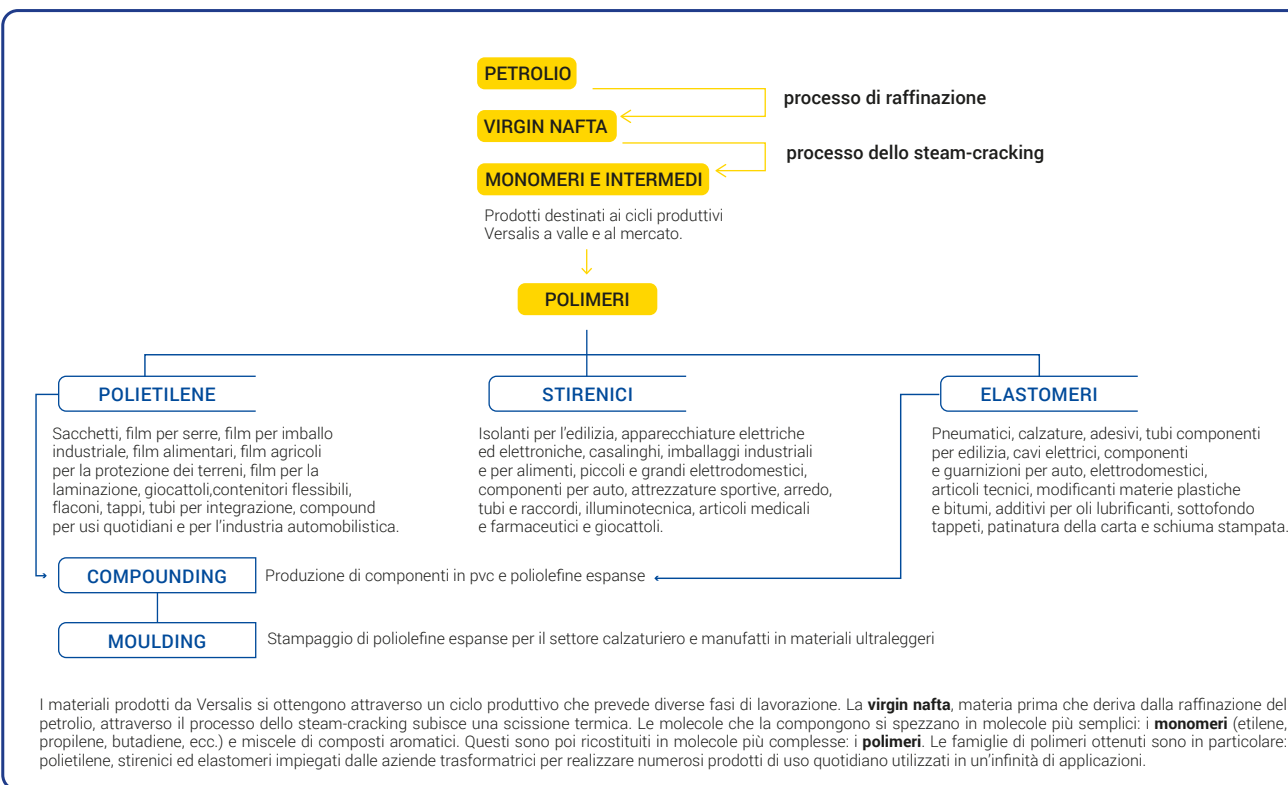 PETROLIO
processo di raffinazione
VIRGIN NAFTA
processo dello steam-cracking
MONOMERI E INTERMEDI
Prodotti destinati ai cicli produttivi
Versalis a valle e al mercato.
POLIMERI
POLIETILENE
Sacchetti, film per serre, film per imballo
industriale, film alimentari, film agricoli
per la protezione dei terreni, film per la
laminazione, giocattoli,contenitori flessibili,
flaconi, tappi, tubi per integrazione, compound
per usi quotidiani e per l'industria automobilistica.
STIRENICI
Isolanti per l'edilizia, apparecchiature elettriche
ed elettroniche, casalinghi, imballaggi industriali
e per alimenti, piccoli e grandi elettrodomestici,
componenti per auto, attrezzature sportive, arredo,
tubi e raccordi, illuminotecnica, articoli medicali
e farmaceutici e giocattoli.
ELASTOMERI
Pneumatici, calzature, adesivi, tubi componenti
per edilizia, cavi elettrici, componenti
e guarnizioni per auto, elettrodomestici,
articoli tecnici, modificanti materie plastiche
e bitumi, additivi per oli lubrificanti, sottofondo
tappeti, patinatura della carta e schiuma stampata.
COMPOUNDING
Produzione di componenti in pvc e poliolefine espanse
MOULDING
Stampaggio di poliolefine espanse per il settore calzaturiero e manufatti in materiali ultraleggeri
I materiali prodotti da Versalis si ottengono attraverso un ciclo produttivo che prevede diverse fasi di lavorazione. La virgin nafta, materia prima che deriva dalla raffinazione del
petrolio, attraverso il processo dello steam-cracking subisce una scissione termica. Le molecole che la compongono si spezzano in molecole più semplici: i monomeri (etilene,
propilene, butadiene, ecc.) e miscele di composti aromatici. Questi sono poi ricostituiti in molecole più complesse: i polimeri. Le famiglie di polimeri ottenuti sono in particolare:
polietilene, stirenici ed elastomeri impiegati dalle aziende trasformatrici per realizzare numerosi prodotti di uso quotidiano utilizzati in un'infinità di applicazioni.